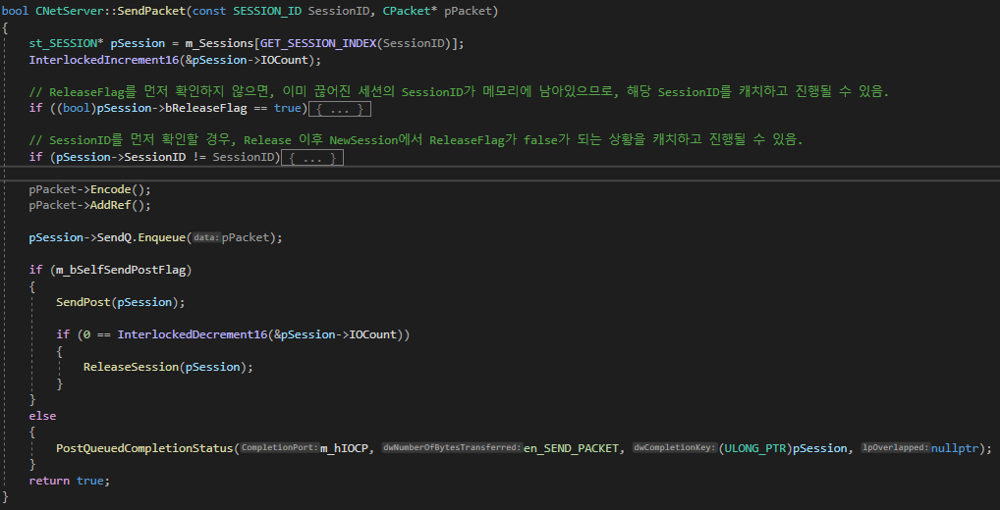 bool CNetServer::SendPacket(const SESSION_ID SessionID, CPacket* pPacket)
{
st_SESSION* pSession = m_Sessions[GET_SESSION_INDEX(SessionID)];
InterlockedIncrement16(&pSession->IOCount);
// ReleaseFlag를 먼저 확인하지 않으면, 이미 끊어진 세션의 SessionID가 메모리에 남아있으므로, 해당 SessionID를 캐치하고 진행될 수 있음.
if ((bool)pSession->bReleaseFlag == true){ ... }
// SessionID를 먼저 확인할 경우, Release 이후 NewSession에서 ReleaseFlag가 false가 되는 상황을 캐치하고 진행될 수 있음.
if (pSession->SessionID != SessionID){ ... }
pPacket->Encode();
pPacket->AddRef();
pSession->SendQ.Enqueue(data:pPacket);
if (m_bSelfSendPostFlag)
{
SendPost(pSession);
if (0 == InterlockedDecrement16(&pSession->IOCount))
{
ReleaseSession(pSession);
}
}
else
{
PostQueuedCompletionStatus(CompletionPort:m_hIOCP, dwNumberOfBytesTransferred:en_SEND_PACKET, dwCompletionKey:(ULONG_PTR)pSession, lpOverlapped:nullptr);
}
return true;
}